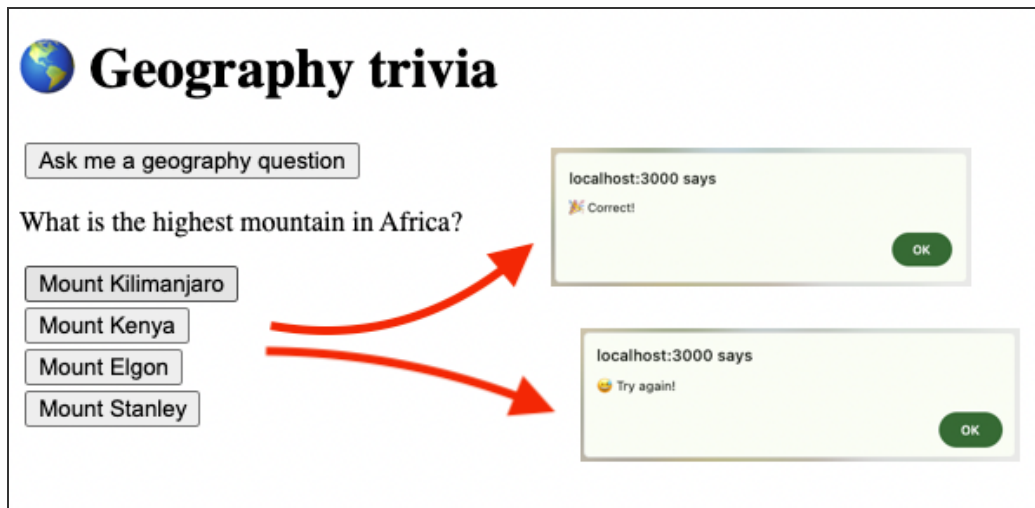 🌎 Geography trivia
Ask me a geography question
What is the highest mountain in Africa?
Mount Kilimanjaro
Mount Kenya
Mount Elgon
Mount Stanley
localhost:3000 says
🎉 Correct!
OK
localhost:3000 says
😅 Try again!
OK